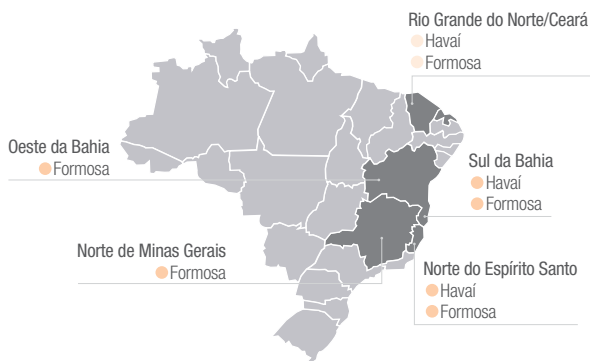 Rio Grande do Norte/Ceará
Havaí
Formosa
Oeste da Bahia
Formosa
Sul da Bahia
Havaí
Formosa
Norte de Minas Gerais
Formosa
Norte do Espírito Santo
Havaí
Formosa